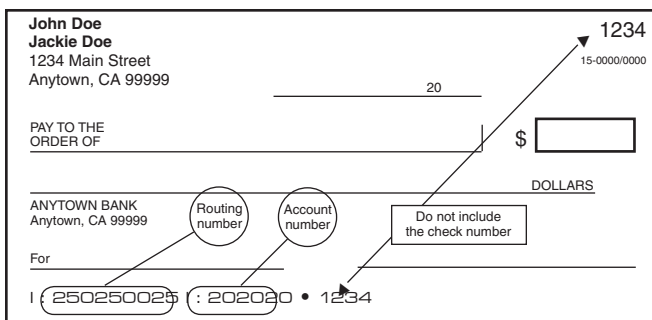 John Doe
Jackie Doe
1234 Main Street
Anytown, CA 99999
1234
15-0000/0000
20
PAY TO THE
ORDER OF
$
DOLLARS
ANYTOWN BANK
Anytown, CA 99999
Routing
number
Account
number
Do not include
the check number
For
I : 250250025 I : 202020 • 1234